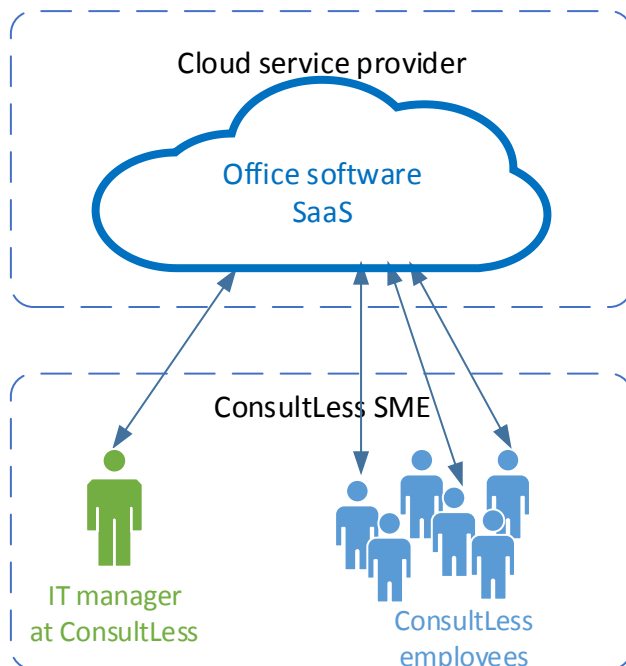 Cloud service provider
Office software
SaaS
ConsultLess SME
IT manager
at ConsultLess
ConsultLess
employees